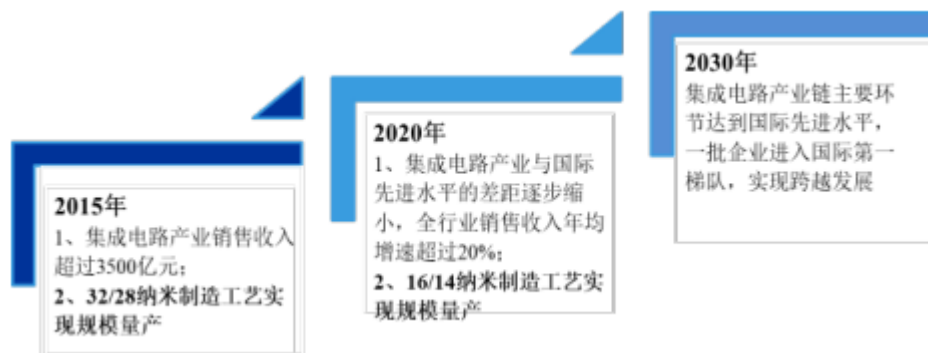 2015年
1、集成电路产业销售收入
超过3500亿元；
2、32/28纳米制造工艺实
现规模量产
2020年
1、集成电路产业与国际
先进水平的差距逐步缩
小，全行业销售收入年均
增速超过20%；
2、16/14纳米制造工艺实
现规模量产
2030年
集成电路产业链主要环
节达到国际先进水平，
一批企业进入国际第一
梯队，实现跨越发展